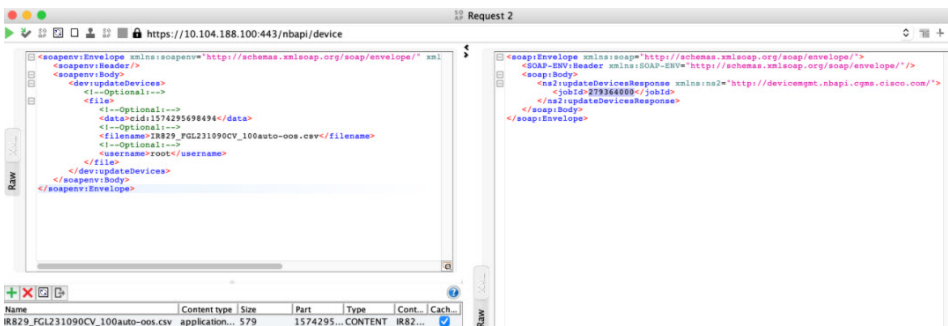 Request 2
https://10.104.188.100:443/nbapi/device
<soapenv:Envelope xmlns:soapenv="http://schemas.xmlsoap.org/soap/envelope/" xml
<soapenv:Header/>
<soapenv:Body>
<dev:updateDevices>
<!--Optional:-->
<file>
<!--Optional:-->
<data>cid:1574295698494</data>
<!--Optional:-->
<filename>IR829_FGL231090CV_100auto-oos.csv</filename>
<!--Optional:-->
<username>root</username>
</file>
</dev:updateDevices>
</soapenv:Body>
</soapenv:Envelope>
Raw
<soap:Envelope xmlns:soap="http://schemas.xmlsoap.org/soap/envelope/">
<SOAP-ENV:Header xmlns:SOAP-ENV="http://schemas.xmlsoap.org/soap/envelope/"/>
<soap:Body>
<ns2:updateDevicesResponse xmlns:ns2="http://devicemgmt.nbapi.cgms.cisco.com/">
<jobId>279364000</jobId>
</ns2:updateDevicesResponse>
</soap:Body>
</soap:Envelope>
Raw
Name Content type Size Part Type Cont... Cach...
IR829_FGL231090CV_100auto-oos.csv application... 579 1574295... CONTENT IR82...